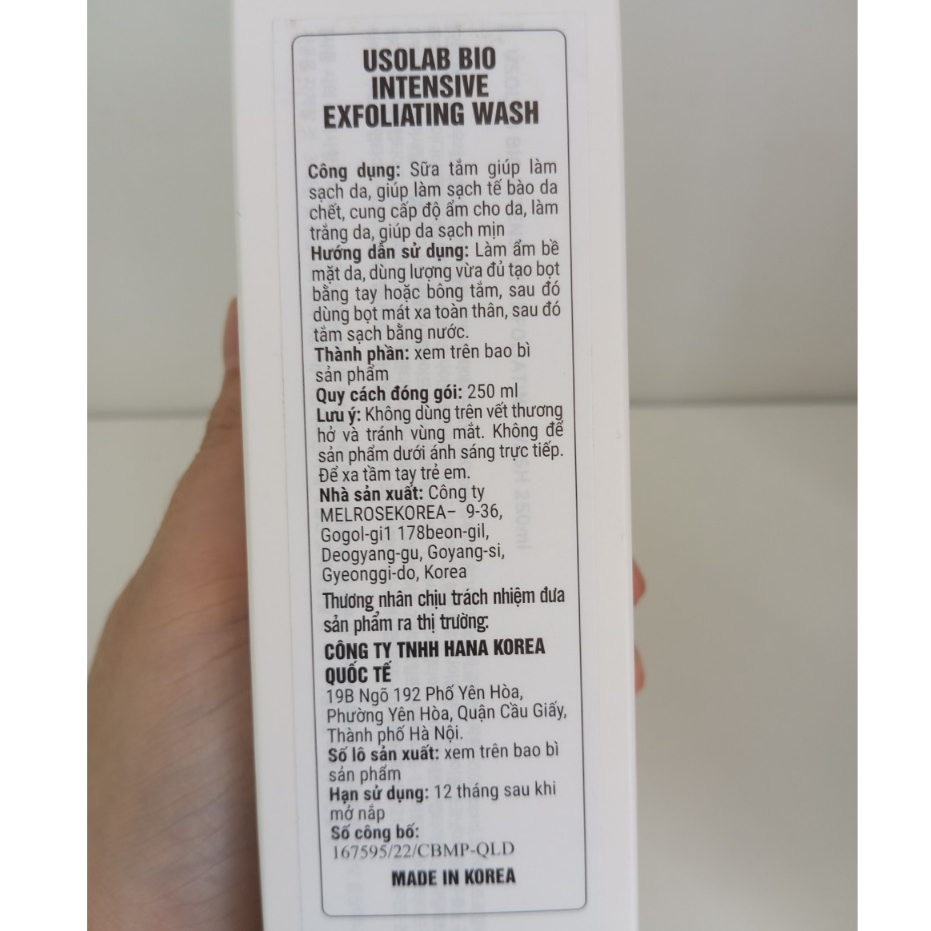 USOLAB BIO
INTENSIVE
EXFOLIATING WASH
Công dụng: Sữa tắm giúp làm
sạch da, giúp làm sạch tế bào da
chết, cung cấp độ ẩm cho da, làm
trắng da, giúp da sạch mịn
Hướng dẫn sử dụng: Làm ẩm bề
mặt da, dùng lượng vừa đủ tạo bọt
bằng tay hoặc bông tắm, sau đó
dùng bọt mát xa toàn thân, sau đó
tắm sạch bằng nước.
Thành phần: xem trên bao bì
sản phẩm
Quy cách đóng gói: 250 ml
Lưu ý: Không dùng trên vết thương
hở và tránh vùng mắt. Không để
sản phẩm dưới ánh sáng trực tiếp.
Để xa tầm tay trẻ em.
Nhà sản xuất: Công ty
MELROSEKOREA– 9-36,
Gogol-gi1 178beon-gil,
Deogyang-gu, Goyang-si,
Gyeonggi-do, Korea
Thương nhân chịu trách nhiệm đưa
sản phẩm ra thị trường:
CÔNG TY TNHH HANA KOREA
QUỐC TẾ
19B Ngõ 192 Phố Yên Hòa,
Phường Yên Hòa, Quận Cầu Giấy,
Thành phố Hà Nội.
Số lô sản xuất: xem trên bao bì
sản phẩm
Hạn sử dụng: 12 tháng sau khi
mở nắp
Số công bố:
167595/22/CBMP-QLD
MADE IN KOREA